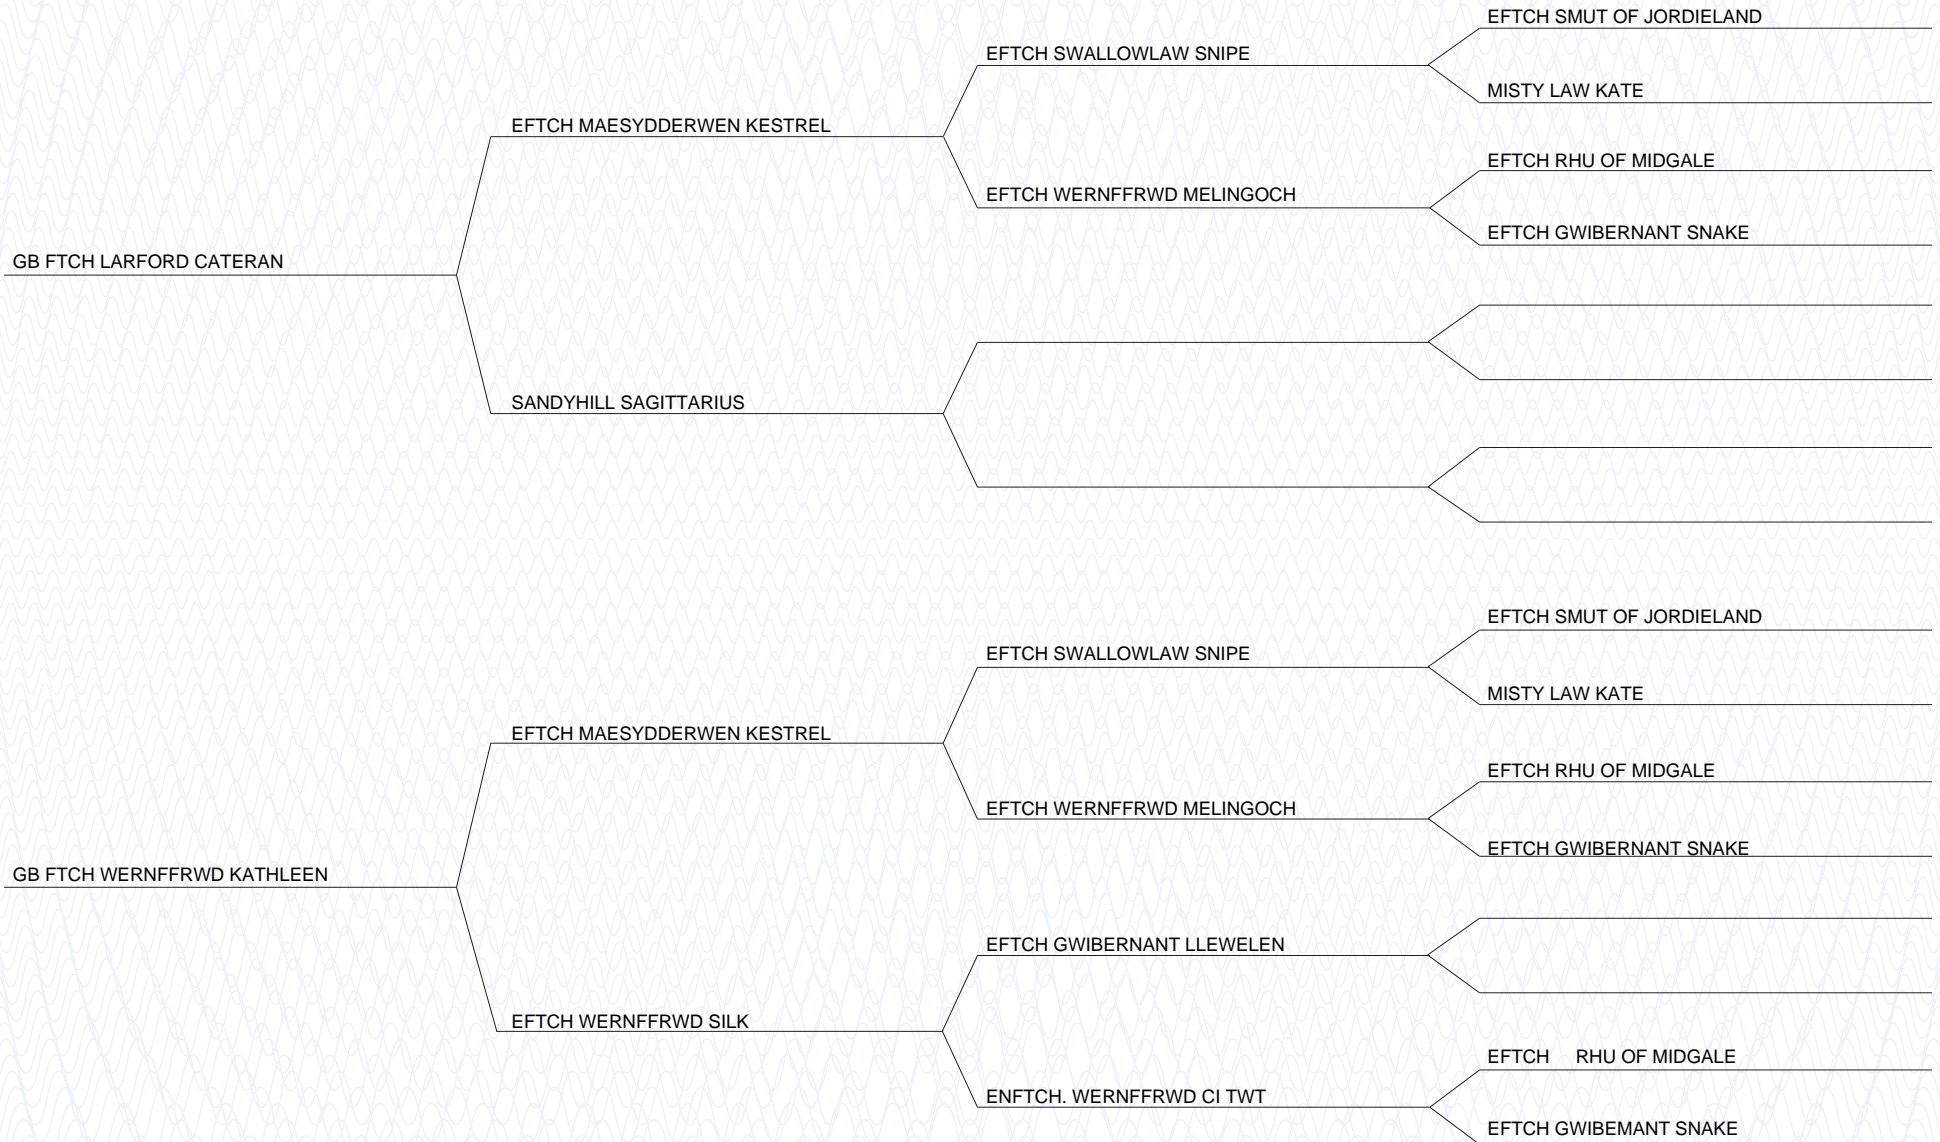 EFTCH SMUT OF JORDIELAND
EFTCH SWALLOWLAW SNIPE
MISTY LAW KATE
EFTCH MAESYDDERWEN KESTREL
EFTCH RHU OF MIDGALE
EFTCH WERNFFRWD MELINGOCH
EFTCH GWIBERNANT SNAKE
GB FTCH LARFORD CATERAN
SANDYHILL SAGITTARIUS
EFTCH SMUT OF JORDIELAND
EFTCH SWALLOWLAW SNIPE
MISTY LAW KATE
EFTCH MAESYDDERWEN KESTREL
EFTCH RHU OF MIDGALE
EFTCH WERNFFRWD MELINGOCH
EFTCH GWIBERNANT SNAKE
GB FTCH WERNFFRWD KATHLEEN
EFTCH GWIBERNANT LLEWELEN
EFTCH WERNFFRWD SILK
EFTCH RHU OF MIDGALE
ENFTCH. WERNFFRWD CI TWT
EFTCH GWIBEMANT SNAKE